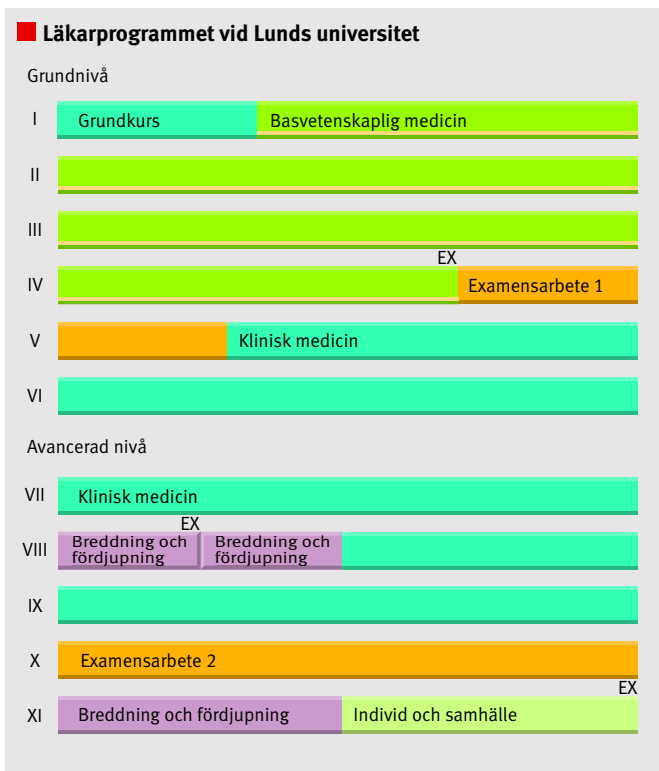 Läkarprogrammet vid Lunds universitet
Grundnivå
I Grundkurs Basvetenskaplig medicin
II
III
EX
IV Examensarbete 1
V Klinisk medicin
VI
Avancerad nivå
VII Klinisk medicin
EX
VIII Breddning och fördjupning Breddning och fördjupning
IX
X Examensarbete 2
EX
XI Breddning och fördjupning Individ och samhälle